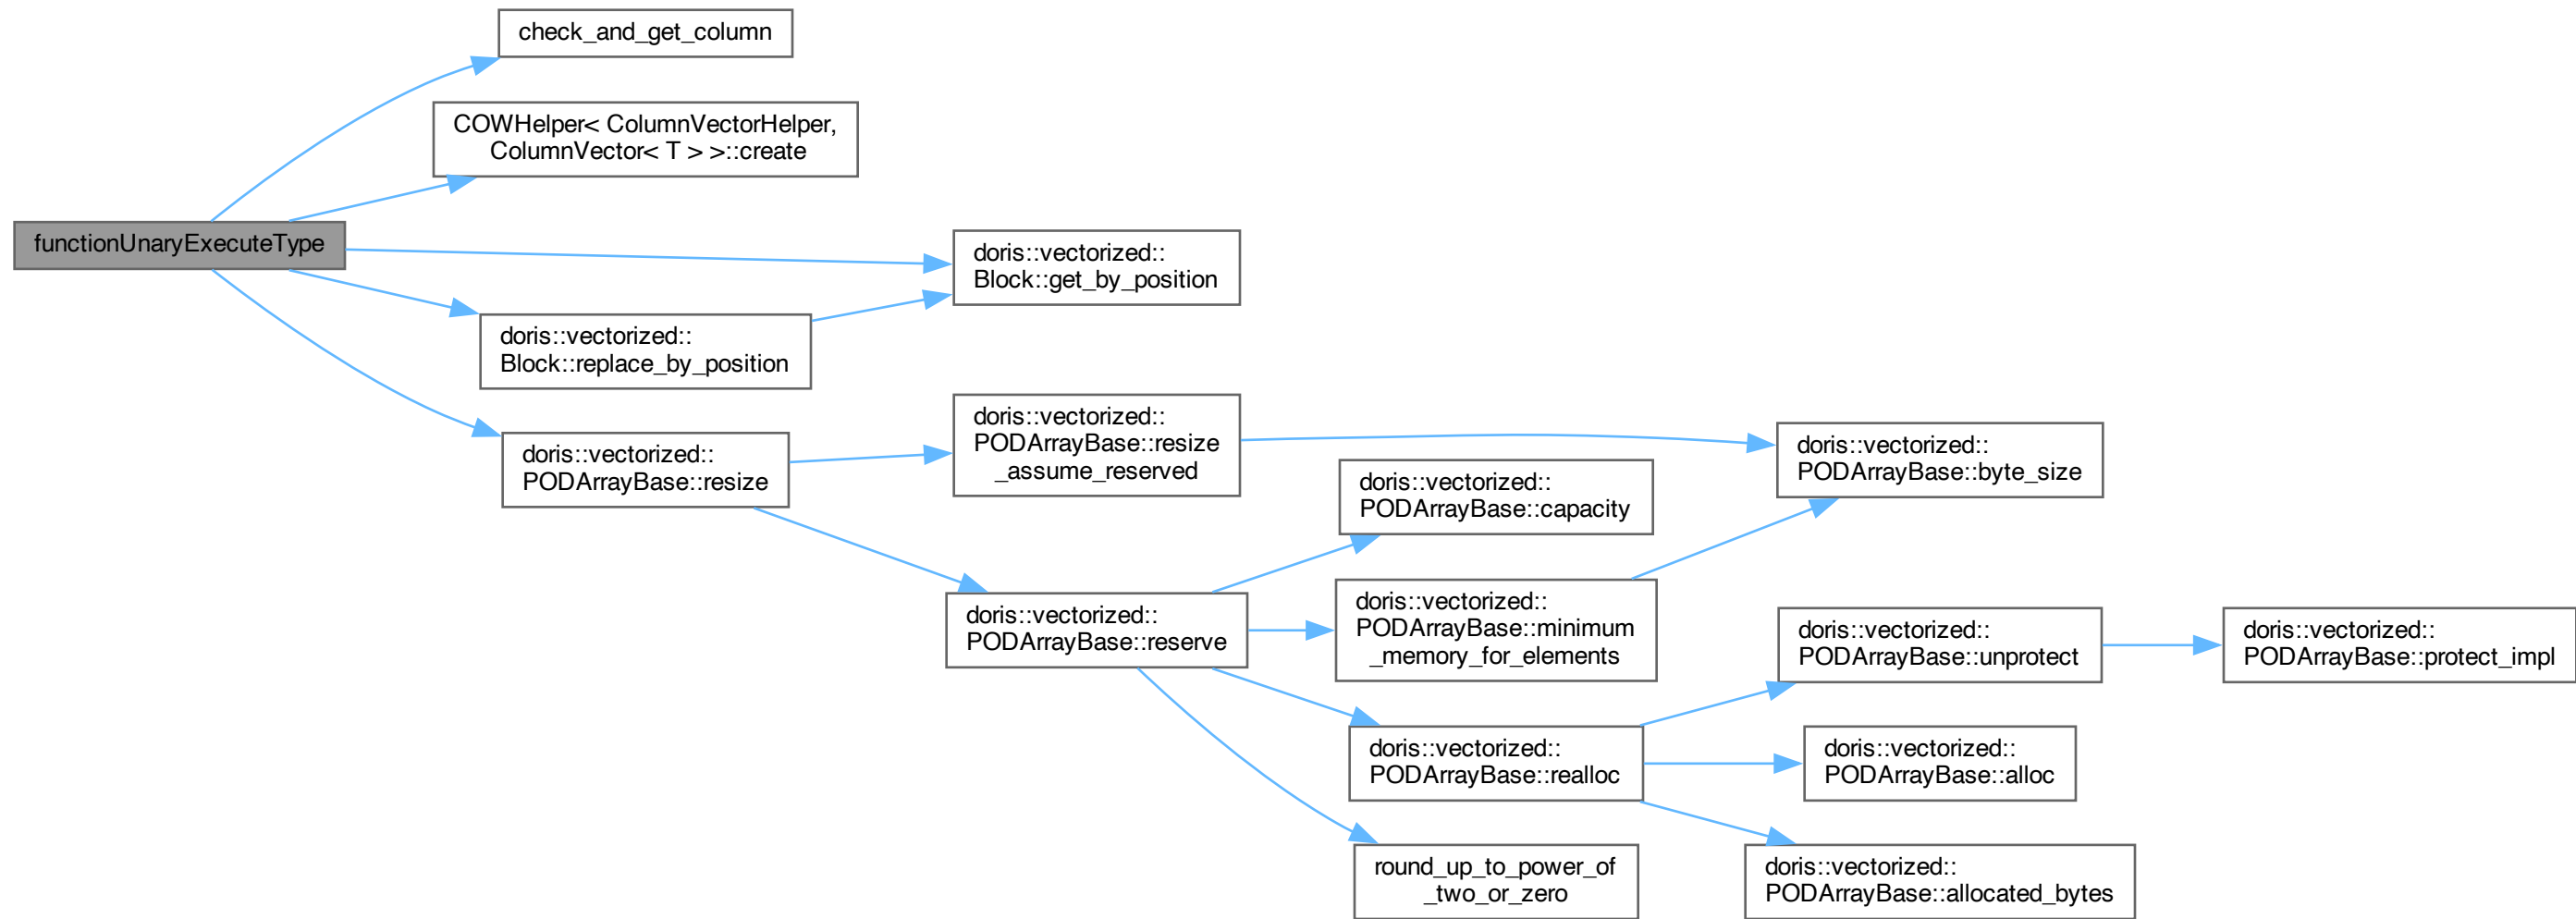 check_and_get_column
COWHelper< ColumnVectorHelper,
ColumnVector< T > >::create
functionUnaryExecuteType
doris::vectorized::
Block::get_by_position
doris::vectorized::
Block::replace_by_position
doris::vectorized::
PODArrayBase::resize
doris::vectorized::
PODArrayBase::resize
_assume_reserved
doris::vectorized::
PODArrayBase::byte_size
doris::vectorized::
PODArrayBase::capacity
doris::vectorized::
PODArrayBase::reserve
doris::vectorized::
PODArrayBase::minimum
_memory_for_elements
doris::vectorized::
PODArrayBase::unprotect
doris::vectorized::
PODArrayBase::protect_impl
doris::vectorized::
PODArrayBase::realloc
doris::vectorized::
PODArrayBase::alloc
round_up_to_power_of
_two_or_zero
doris::vectorized::
PODArrayBase::allocated_bytes